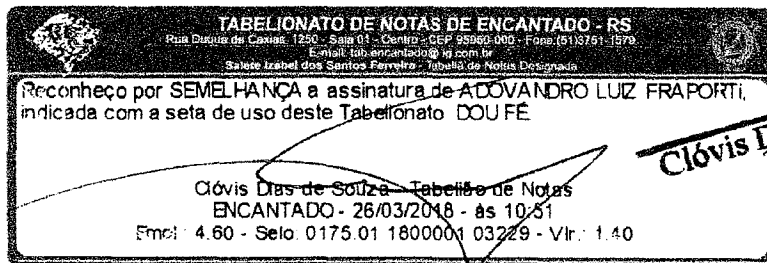 TABELIONATO DE NOTAS DE ENCANTADO - RS
Rua Duque de Caxias, 1250 - Sala 01 - Centro - CEP 95960-000 - Fone:(51)3751-1579
E-mail: tab.encantado@ig.com.br
Salete Izabel dos Santos Ferreira - Tabeliã de Notas Designada
Reconheço por SEMELHANÇA a assinatura de ADOVANDRO LUIZ FRAPORTI,
indicada com a seta de uso deste Tabelionato. DOU FÉ
Clóvis D
Clóvis Dias de Souza - Tabelião de Notas
ENCANTADO - 26/03/2018 - às 10:51
Emol.: 4.60 - Selo: 0175.01.1800001.03229 - Vlr.: 1.40